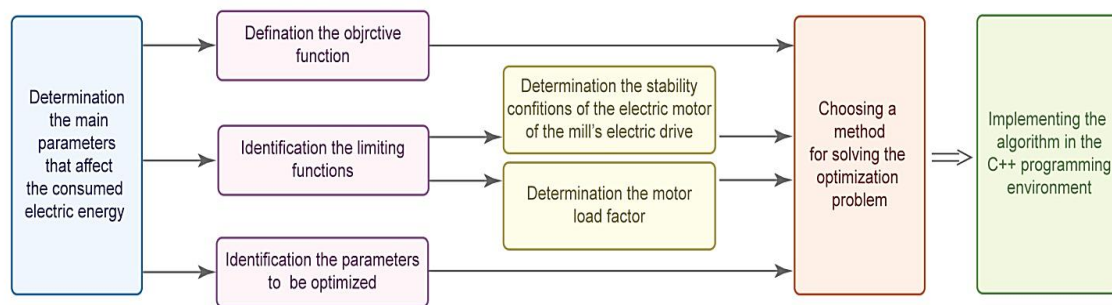 Determination
the main
parameters
that affect
the consumed
electric energy
Defination the objrctive
function
Identification the limiting
functions
Identification the parameters
to be optimized
Determination the stability
confitions of the electric motor
of the mill's electric drive
Determination the motor
load factor
Choosing a
method
for solving the
optimization
problem
Implementing the
algorithm in the
C++ programming
environment